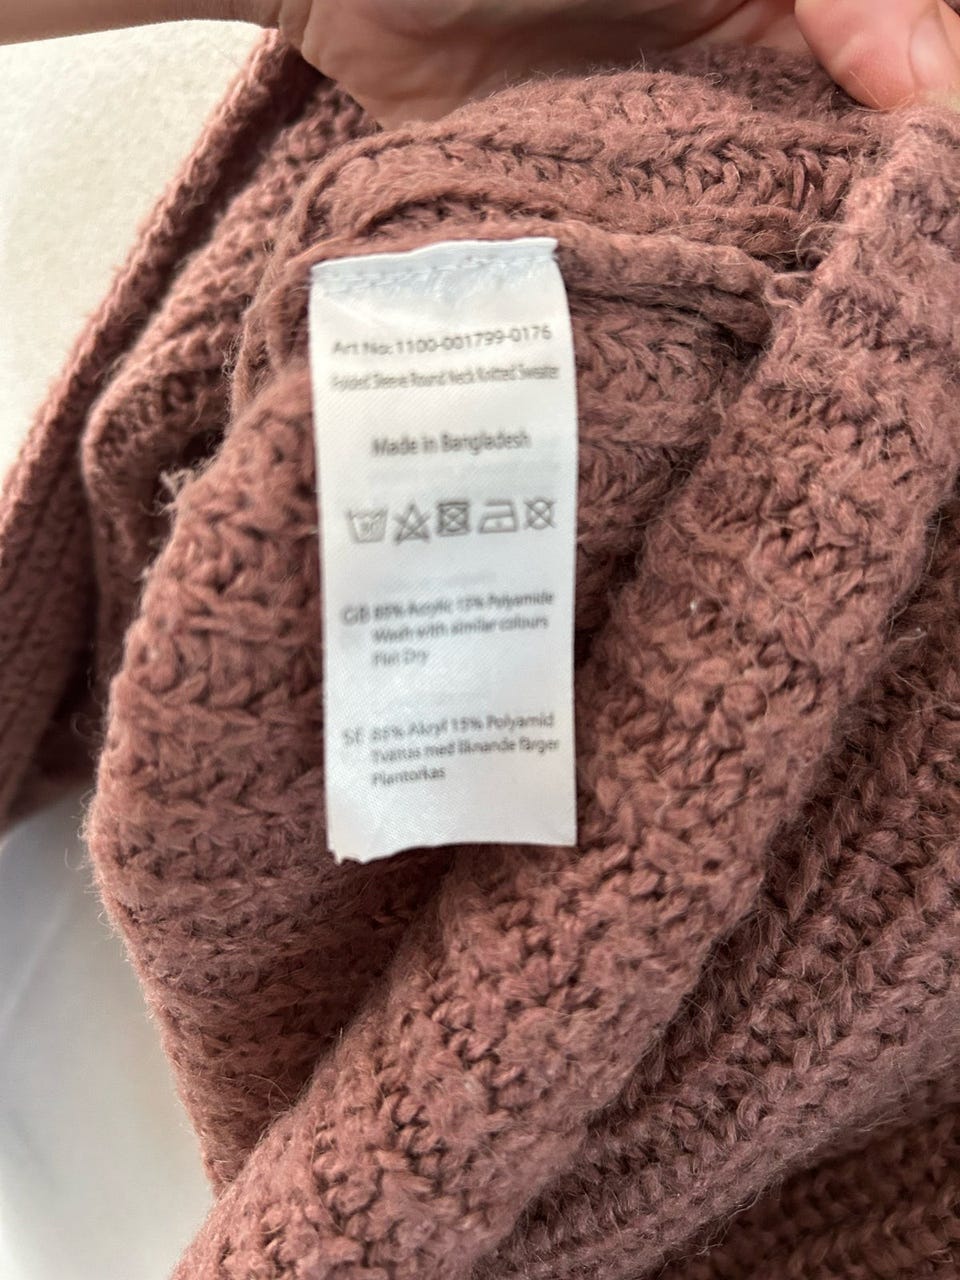 Art No: 1100-001799-0176
Folded Sleeve Round Neck Knitted Sweater
Made in Bangladesh
GB 85% Acrylic 15% Polyamide
Wash with similar colours
Flat Dry
SE 85% Akryl 15% Polyamid
Tvättas med liknande färger
Plantorkas